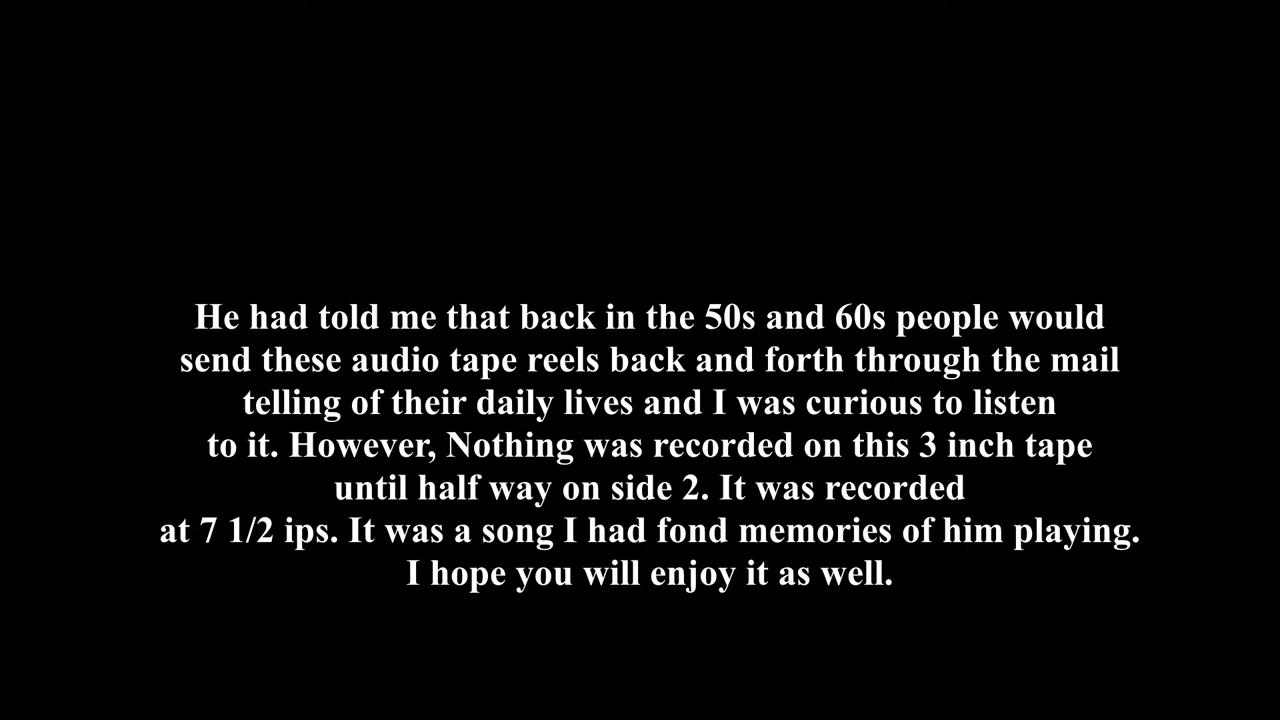 He had told me that back in the 50s and 60s people would
send these audio tape reels back and forth through the mail
telling of their daily lives and I was curious to listen
to it. However, Nothing was recorded on this 3 inch tape
until half way on side 2. It was recorded
at 7 1/2 ips. It was a song I had fond memories of him playing.
I hope you will enjoy it as well.